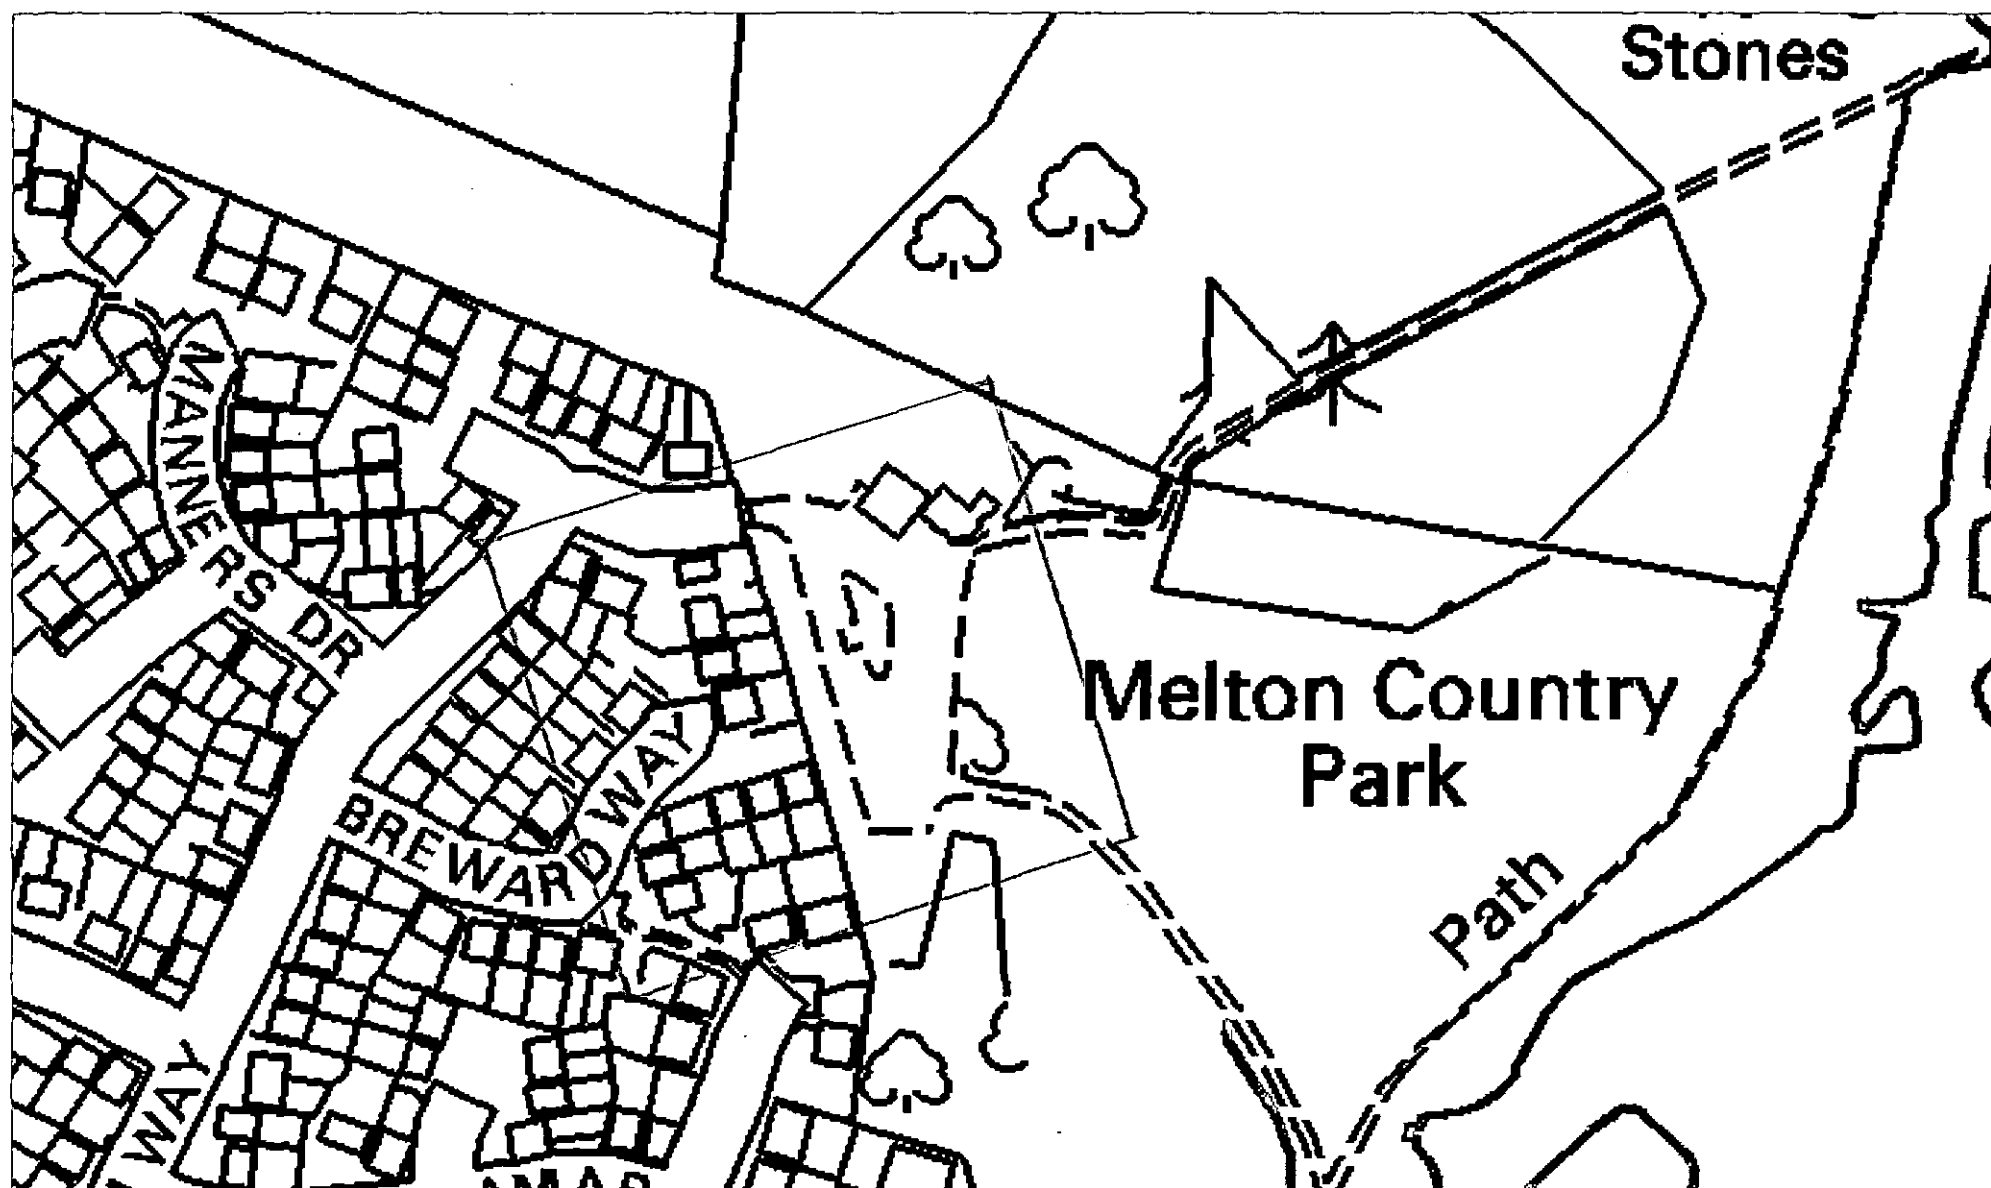 Stones
MANNERS DR
Melton Country
Park
BREWARD WAY
Path
WAY